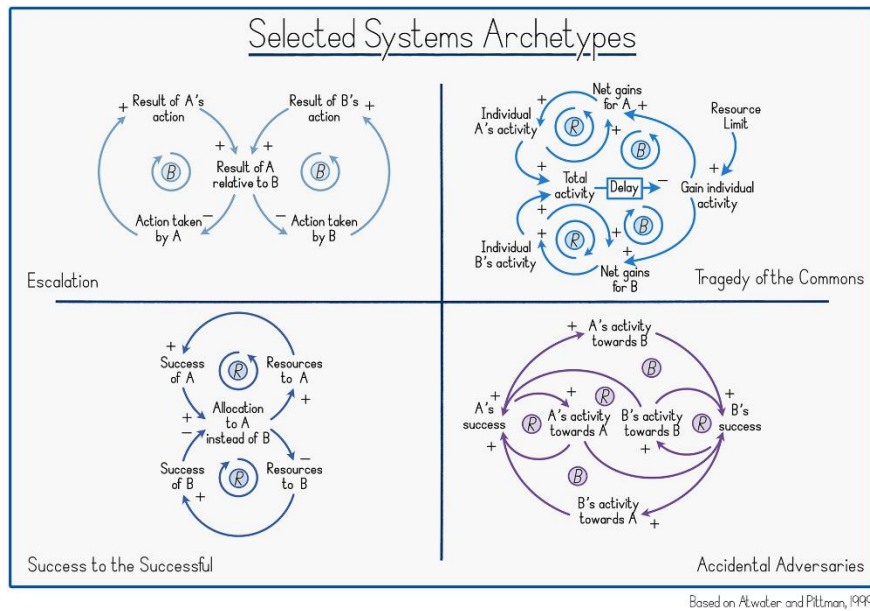 Selected Systems Archetypes
+ Result of A's
action
Result of B's +
action
B
+ +
Result of A
relative to B
B
Action taken
by A
−
− Action taken
by B
Escalation
Net gains
for A
+
+
Individual
A's activity
R
+
+
B
Resource
Limit
+
Total
activity
Delay
−
+
Gain individual
activity
+
+
Individual
B's activity
R
+
B
+
Net gains
for B
Tragedy of the Commons
+
Success
of A
R
Resources
to A
+
+
−
Allocation
to A
instead of B
Success
of B
+
R
−
Resources
to B
Success to the Successful
+ A's activity
towards B
B
+
A's
success
+
R
+
A's activity
towards A
R
B's activity
towards B
+
R
+
B's
success
B
B's activity
towards A
+
Accidental Adversaries
Based on Atwater and Pittman, 1999